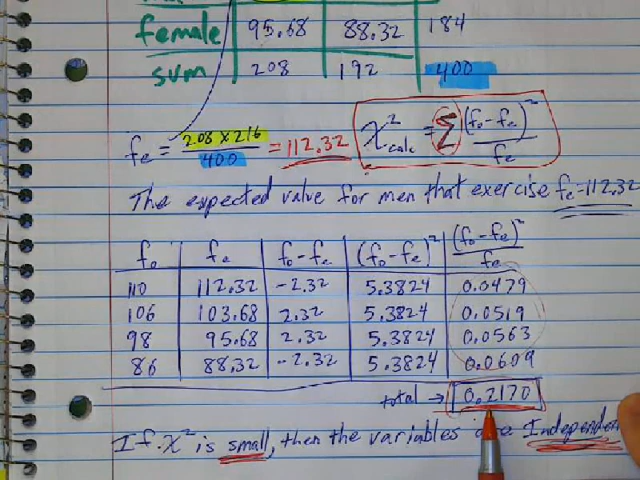 female 95.68 88.32 184
sum 208 192 400
fe = 208 x 216 / 400 = 112.32 χ²calc = Σ (fo - fe)² / fe
The expected value for men that exercise fe = 112.32
fo fe fo - fe (fo - fe)² (fo - fe)² / fe
110 112.32 -2.32 5.3824 0.0479
106 103.68 2.32 5.3824 0.0519
98 95.68 2.32 5.3824 0.0563
86 88.32 -2.32 5.3824 0.0609
total → 0.2170
If χ² is small, then the variables are Independen